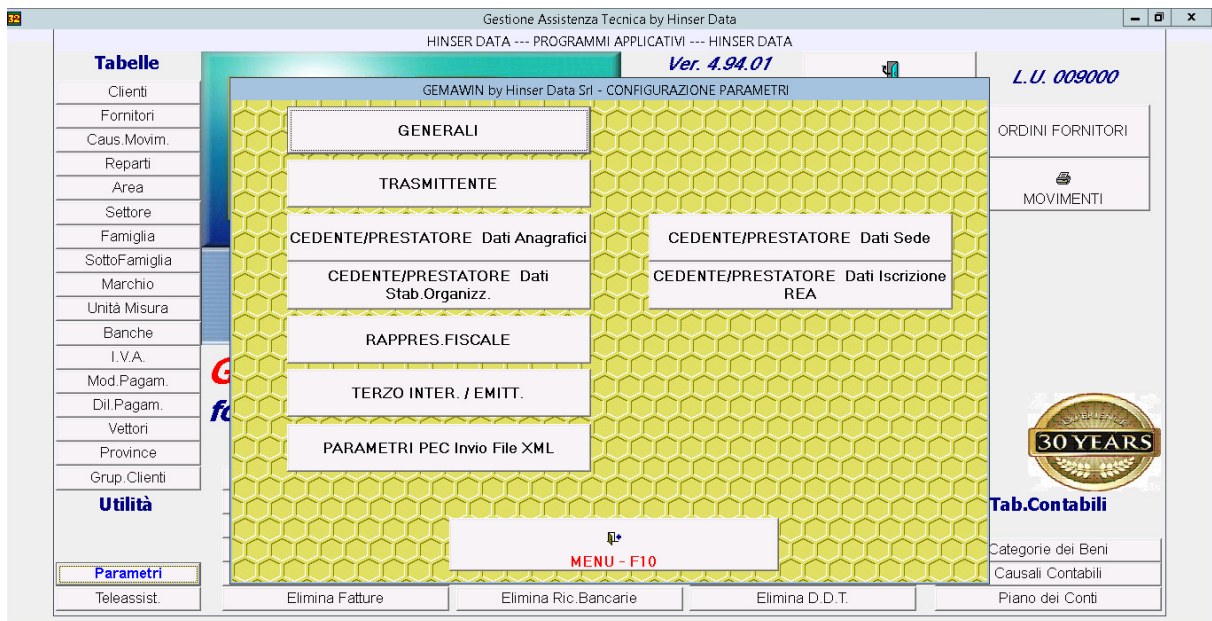 32
Gestione Assistenza Tecnica by Hinser Data
HINSER DATA --- PROGRAMMI APPLICATIVI --- HINSER DATA
Tabelle
Ver. 4.94.01
L.U. 009000
Clienti
Fornitori
Caus.Movim.
Reparti
Area
Settore
Famiglia
SottoFamiglia
Marchio
Unità Misura
Banche
I.V.A.
Mod.Pagam.
Dil.Pagam.
Vettori
Province
Grup.Clienti
Utilità
Parametri
Teleassist.
GEMAWIN by Hinser Data Srl - CONFIGURAZIONE PARAMETRI
GENERALI
TRASMITTENTE
CEDENTE/PRESTATORE Dati Anagrafici
CEDENTE/PRESTATORE Dati Sede
CEDENTE/PRESTATORE Dati
Stab.Organizz.
CEDENTE/PRESTATORE Dati Iscrizione
REA
RAPPRES.FISCALE
TERZO INTER. / EMITT.
PARAMETRI PEC Invio File XML
MENU - F10
ORDINI FORNITORI
MOVIMENTI
30 YEARS
Tab.Contabili
Categorie dei Beni
Causali Contabili
Piano dei Conti
Elimina Fatture
Elimina Ric.Bancarie
Elimina D.D.T.